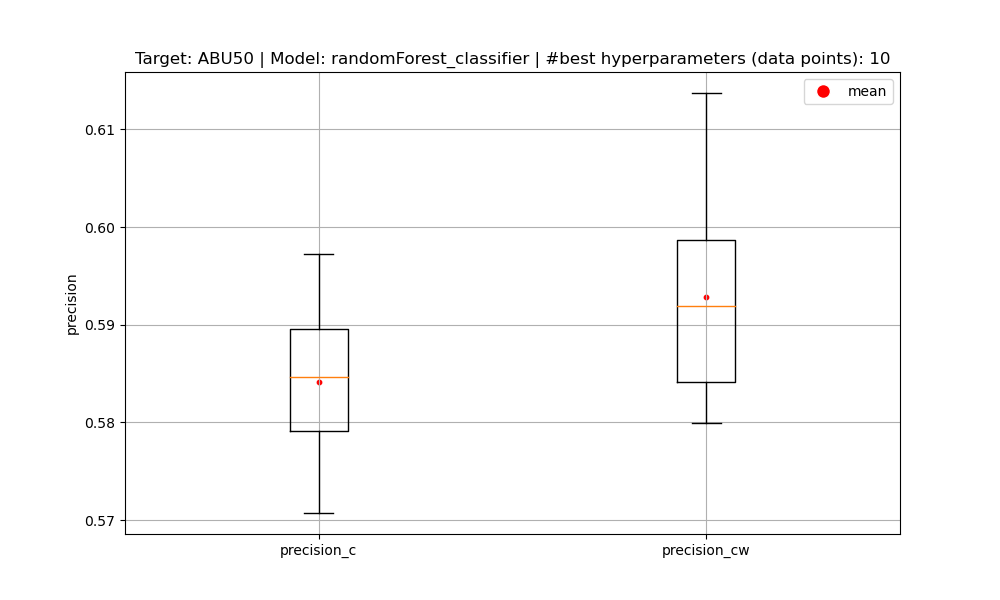 Target: ABU50 | Model: randomForest_classifier | #best hyperparameters (data points): 10
mean
0.61
0.60
0.59
0.58
0.57
precision
precision_c
precision_cw